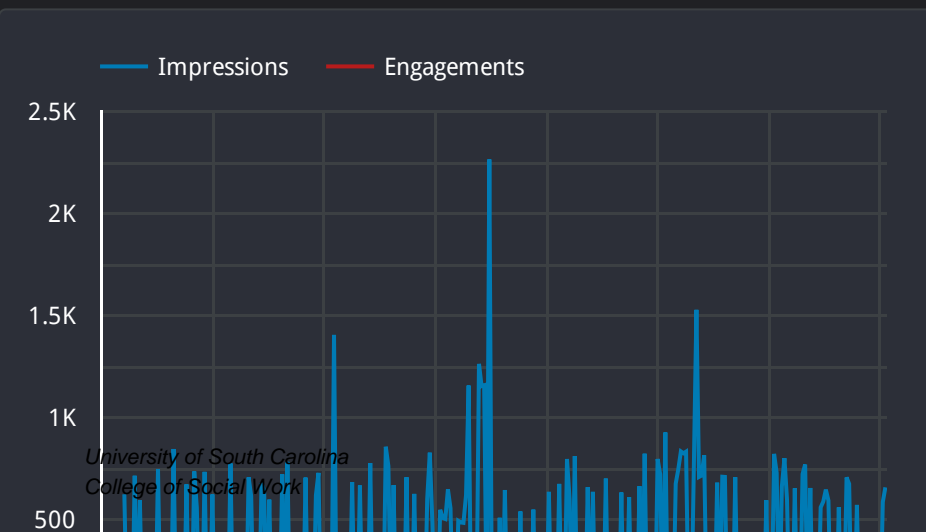 Impressions Engagements
2.5K
2K
1.5K
1K
University of South Carolina
College of Social Work
500